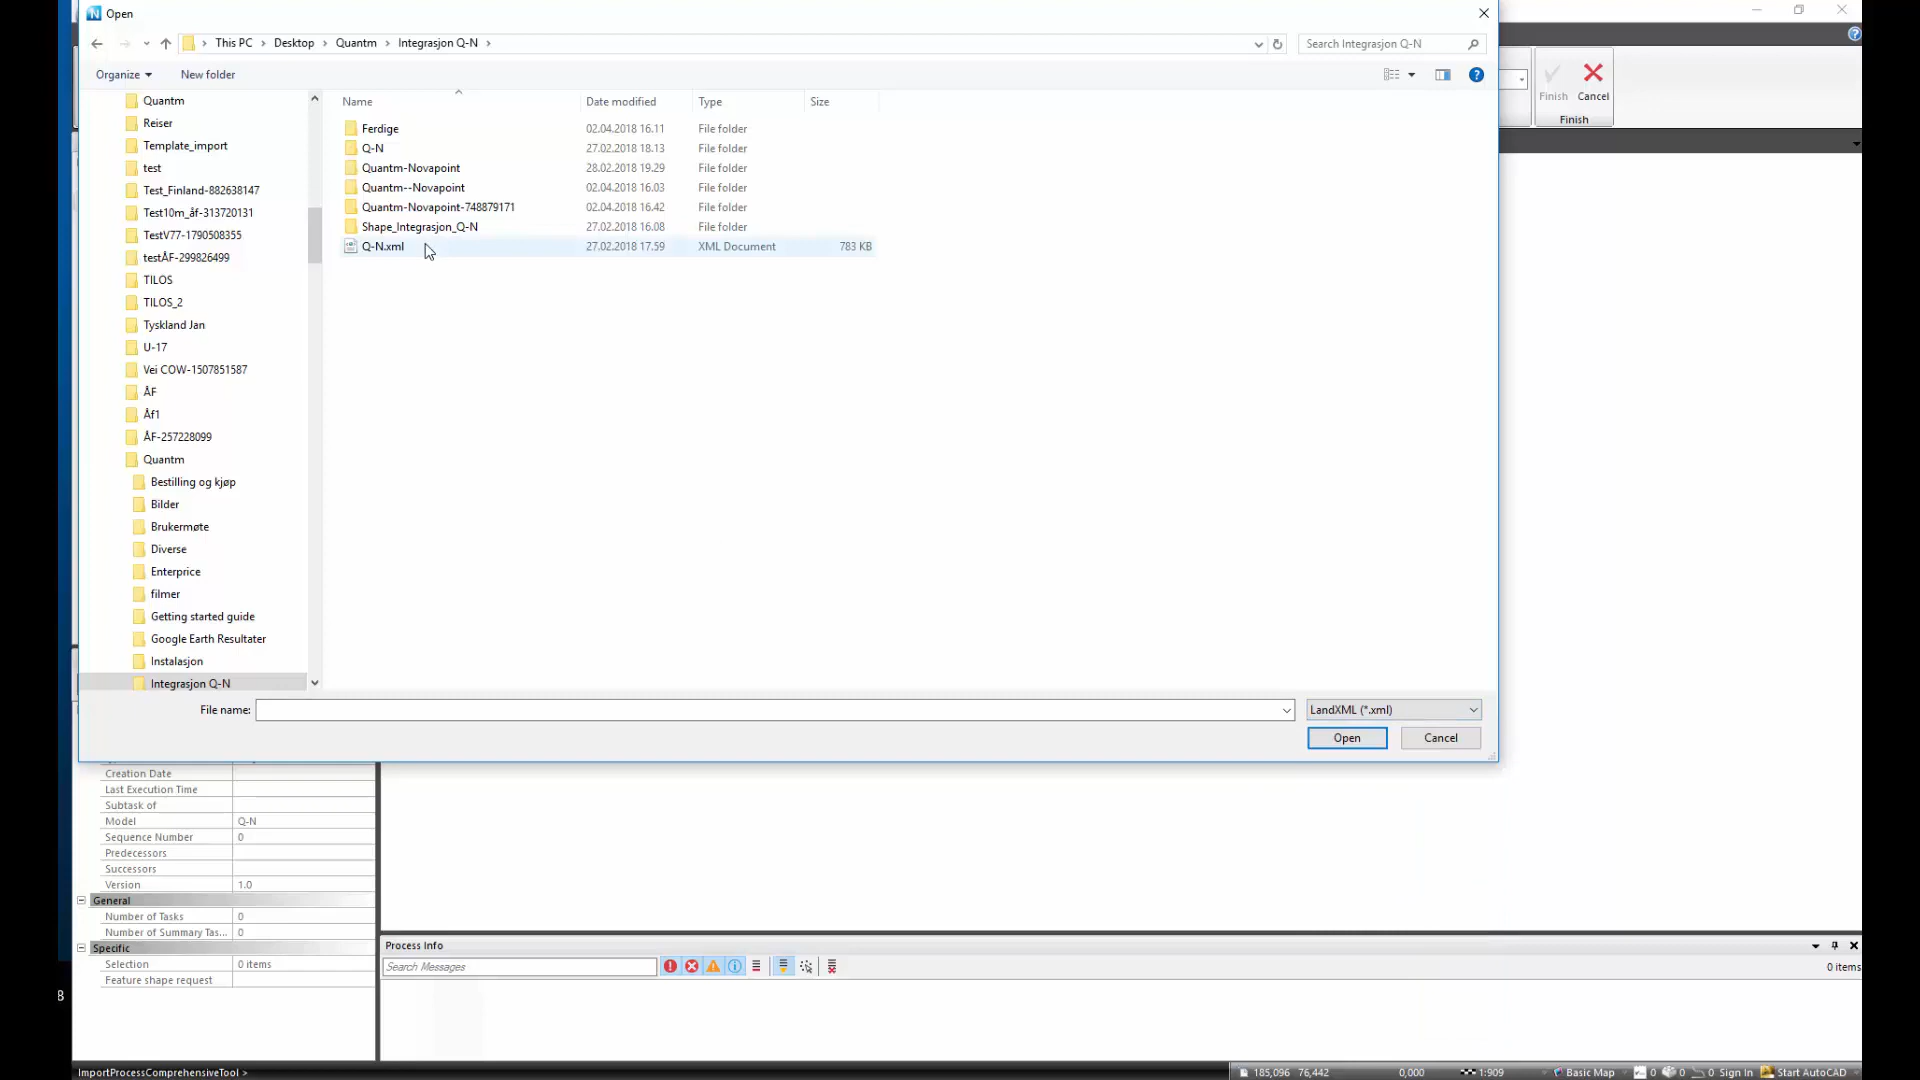 Open
This PC > Desktop > Quantm > Integrasjon Q-N >
Search Integrasjon Q-N
Organize
New folder
Finish
Cancel
Finish
Quantm
Reiser
Template_import
test
Test_Finland-882638147
Test10m_åf-313720131
TestV77-1790508355
testÅF-299826499
TILOS
TILOS_2
Tyskland Jan
U-17
Vei COW-1507851587
ÅF
Åf1
ÅF-257228099
Quantm
Bestilling og kjøp
Bilder
Brukermøte
Diverse
Enterprice
filmer
Getting started guide
Google Earth Resultater
Instalasjon
Integrasjon Q-N
Name Date modified Type Size
Ferdige 02.04.2018 16.11 File folder
Q-N 27.02.2018 18.13 File folder
Quantm-Novapoint 28.02.2018 19.29 File folder
Quantm--Novapoint 02.04.2018 16.03 File folder
Quantm-Novapoint-748879171 02.04.2018 16.42 File folder
Shape_Integrasjon_Q-N 27.02.2018 16.08 File folder
Q-N.xml 27.02.2018 17.59 XML Document 783 KB
File name:
LandXML (*.xml)
Open
Cancel
Creation Date
Last Execution Time
Subtask of
Model Q-N
Sequence Number 0
Predecessors
Successors
Version 1.0
General
Number of Tasks 0
Number of Summary Tas... 0
Specific
Selection 0 items
Feature shape request
8
Process Info
Search Messages
0 items
ImportProcessComprehensiveTool >
185,096 76,442 0,000 1:909 Basic Map 0 0 0 Sign In Start AutoCAD